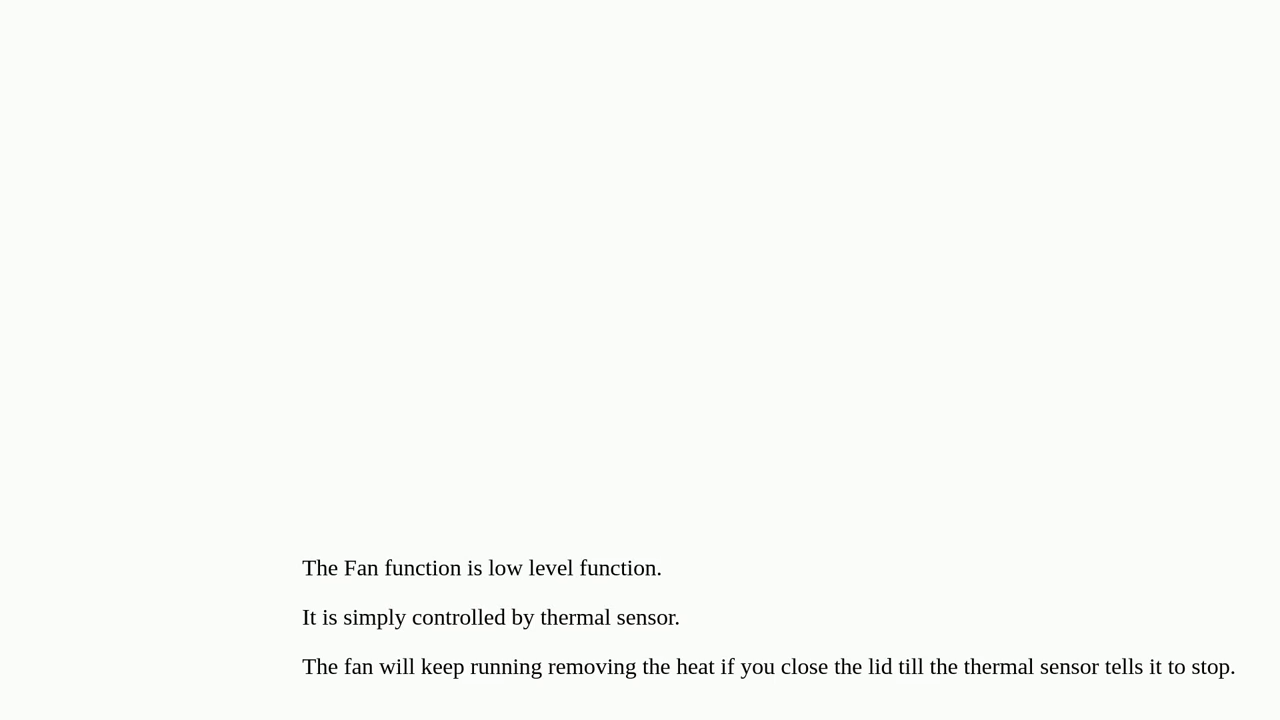 The Fan function is low level function.
It is simply controlled by thermal sensor.
The fan will keep running removing the heat if you close the lid till the thermal sensor tells it to stop.